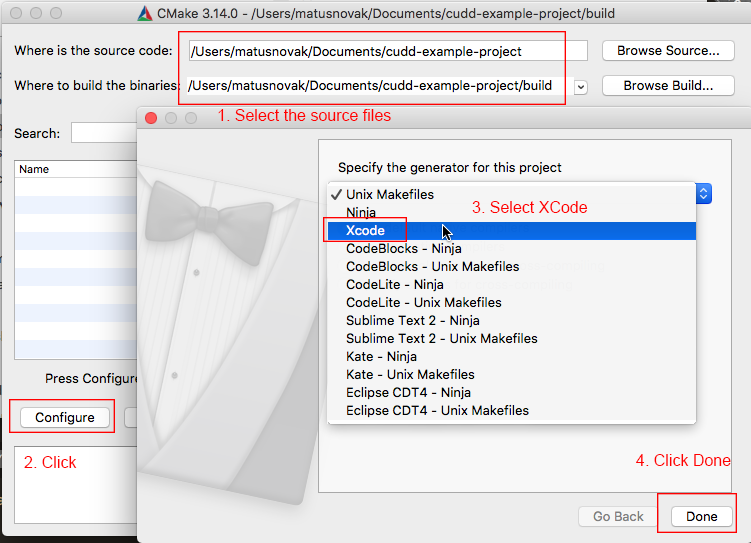 CMake 3.14.0 - /Users/matusnovak/Documents/cudd-example-project/build
Where is the source code: /Users/matusnovak/Documents/cudd-example-project Browse Source...
Where to build the binaries: /Users/matusnovak/Documents/cudd-example-project/build Browse Build...
1. Select the source files
Search:
Name
Specify the generator for this project
✓ Unix Makefiles
3. Select XCode
Ninja
Xcode
CodeBlocks - Ninja
CodeBlocks - Unix Makefiles
CodeLite - Ninja
CodeLite - Unix Makefiles
Sublime Text 2 - Ninja
Sublime Text 2 - Unix Makefiles
Kate - Ninja
Kate - Unix Makefiles
Eclipse CDT4 - Ninja
Eclipse CDT4 - Unix Makefiles
Press Configure
Configure
2. Click
4. Click Done
Go Back Done